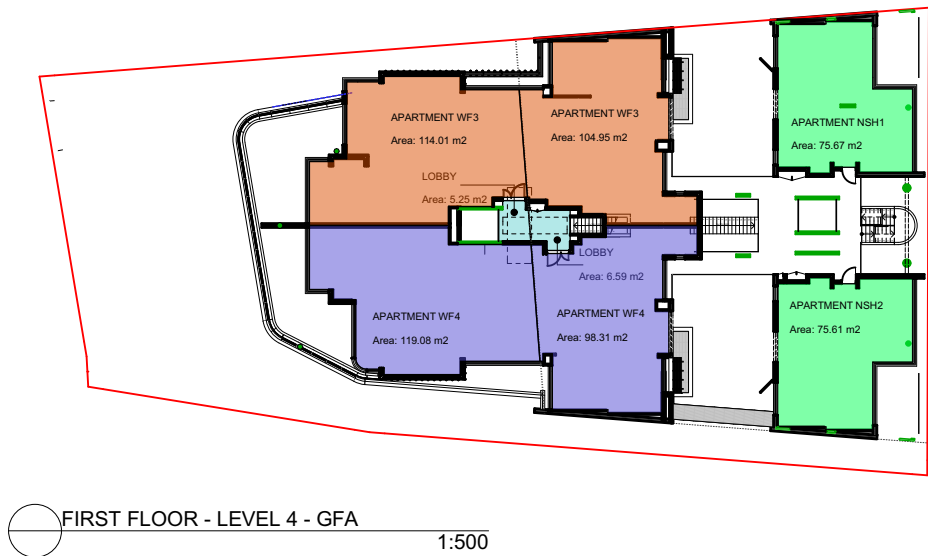 APARTMENT WF3
Area: 114.01 m2
APARTMENT WF3
Area: 104.95 m2
APARTMENT NSH1
Area: 75.67 m2
LOBBY
Area: 5.25 m2
LOBBY
Area: 6.59 m2
APARTMENT WF4
Area: 119.08 m2
APARTMENT WF4
Area: 98.31 m2
APARTMENT NSH2
Area: 75.61 m2
FIRST FLOOR - LEVEL 4 - GFA
1:500